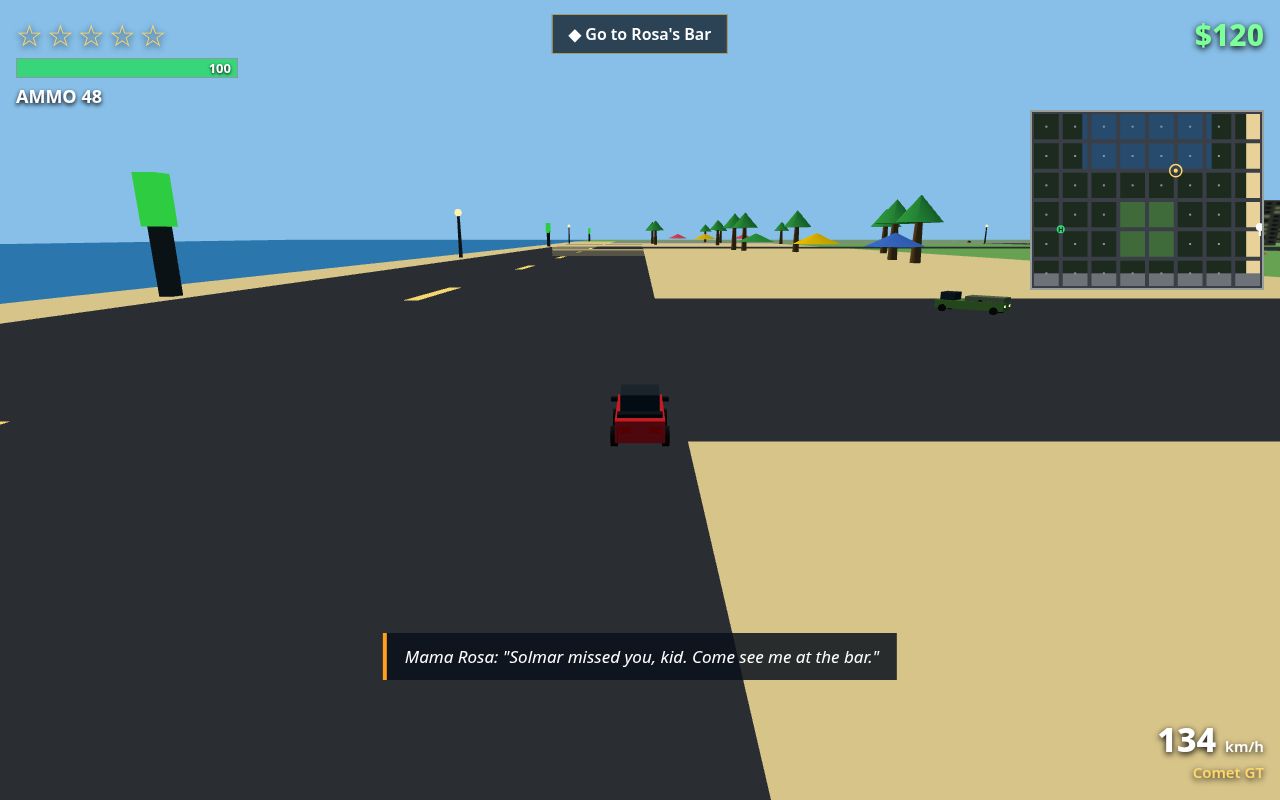 ◆ Go to Rosa's Bar
$120
100
AMMO 48
H
Mama Rosa: "Solmar missed you, kid. Come see me at the bar."
134 km/h
Comet GT